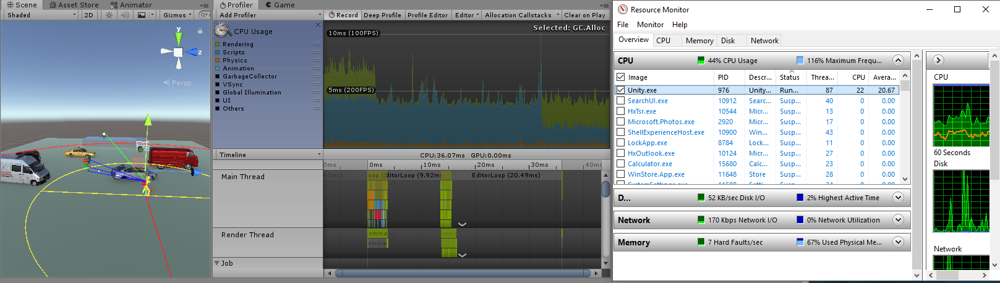 Scene
Asset Store
Animator
Shaded
2D
Gizmos
y
z
Persp
Profiler
Game
Add Profiler
Record
Deep Profile
Profile Editor
Editor
Allocation Callstacks
Clear on Play
CPU Usage
Selected: GC.Alloc
Rendering
Scripts
Physics
Animation
GarbageCollector
VSync
Global Illumination
UI
Others
10ms (100FPS)
5ms (200FPS)
Timeline
CPU:36.07ms GPU:0.00ms
0ms
0ms
10ms
20ms
30ms
40ms
Main Thread
EditorLoop (9.92ms
EditorLoop (20.49ms)
Render Thread
omma
omma
omma
Job
Resource Monitor
File Monitor Help
Overview CPU Memory Disk Network
CPU 44% CPU Usage 116% Maximum Frequ...
Image PID Descr... Status Threa... CPU Avera...
Unity.exe 976 Unity... Run... 87 22 20.67
SearchUI.exe 10912 Searc... Susp... 40 0 0.00
HxTsr.exe 10544 Micr... Susp... 13 0 0.00
Microsoft.Photos.exe 2920 Micr... Susp... 17 0 0.00
ShellExperienceHost.exe 10900 Win... Susp... 43 0 0.00
LockApp.exe 8784 Lock... Susp... 11 0 0.00
HxOutlook.exe 10124 Micr... Susp... 27 0 0.00
Calculator.exe 15680 Calc... Susp... 23 0 0.00
WinStore.App.exe 11648 Store Susp... 28 0 0.00
D... 52 KB/sec Disk I/O 2% Highest Active Time
Network 170 Kbps Network I/O 0% Network Utilization
Memory 7 Hard Faults/sec 67% Used Physical Me...
CPU
60 Seconds
Disk
Network